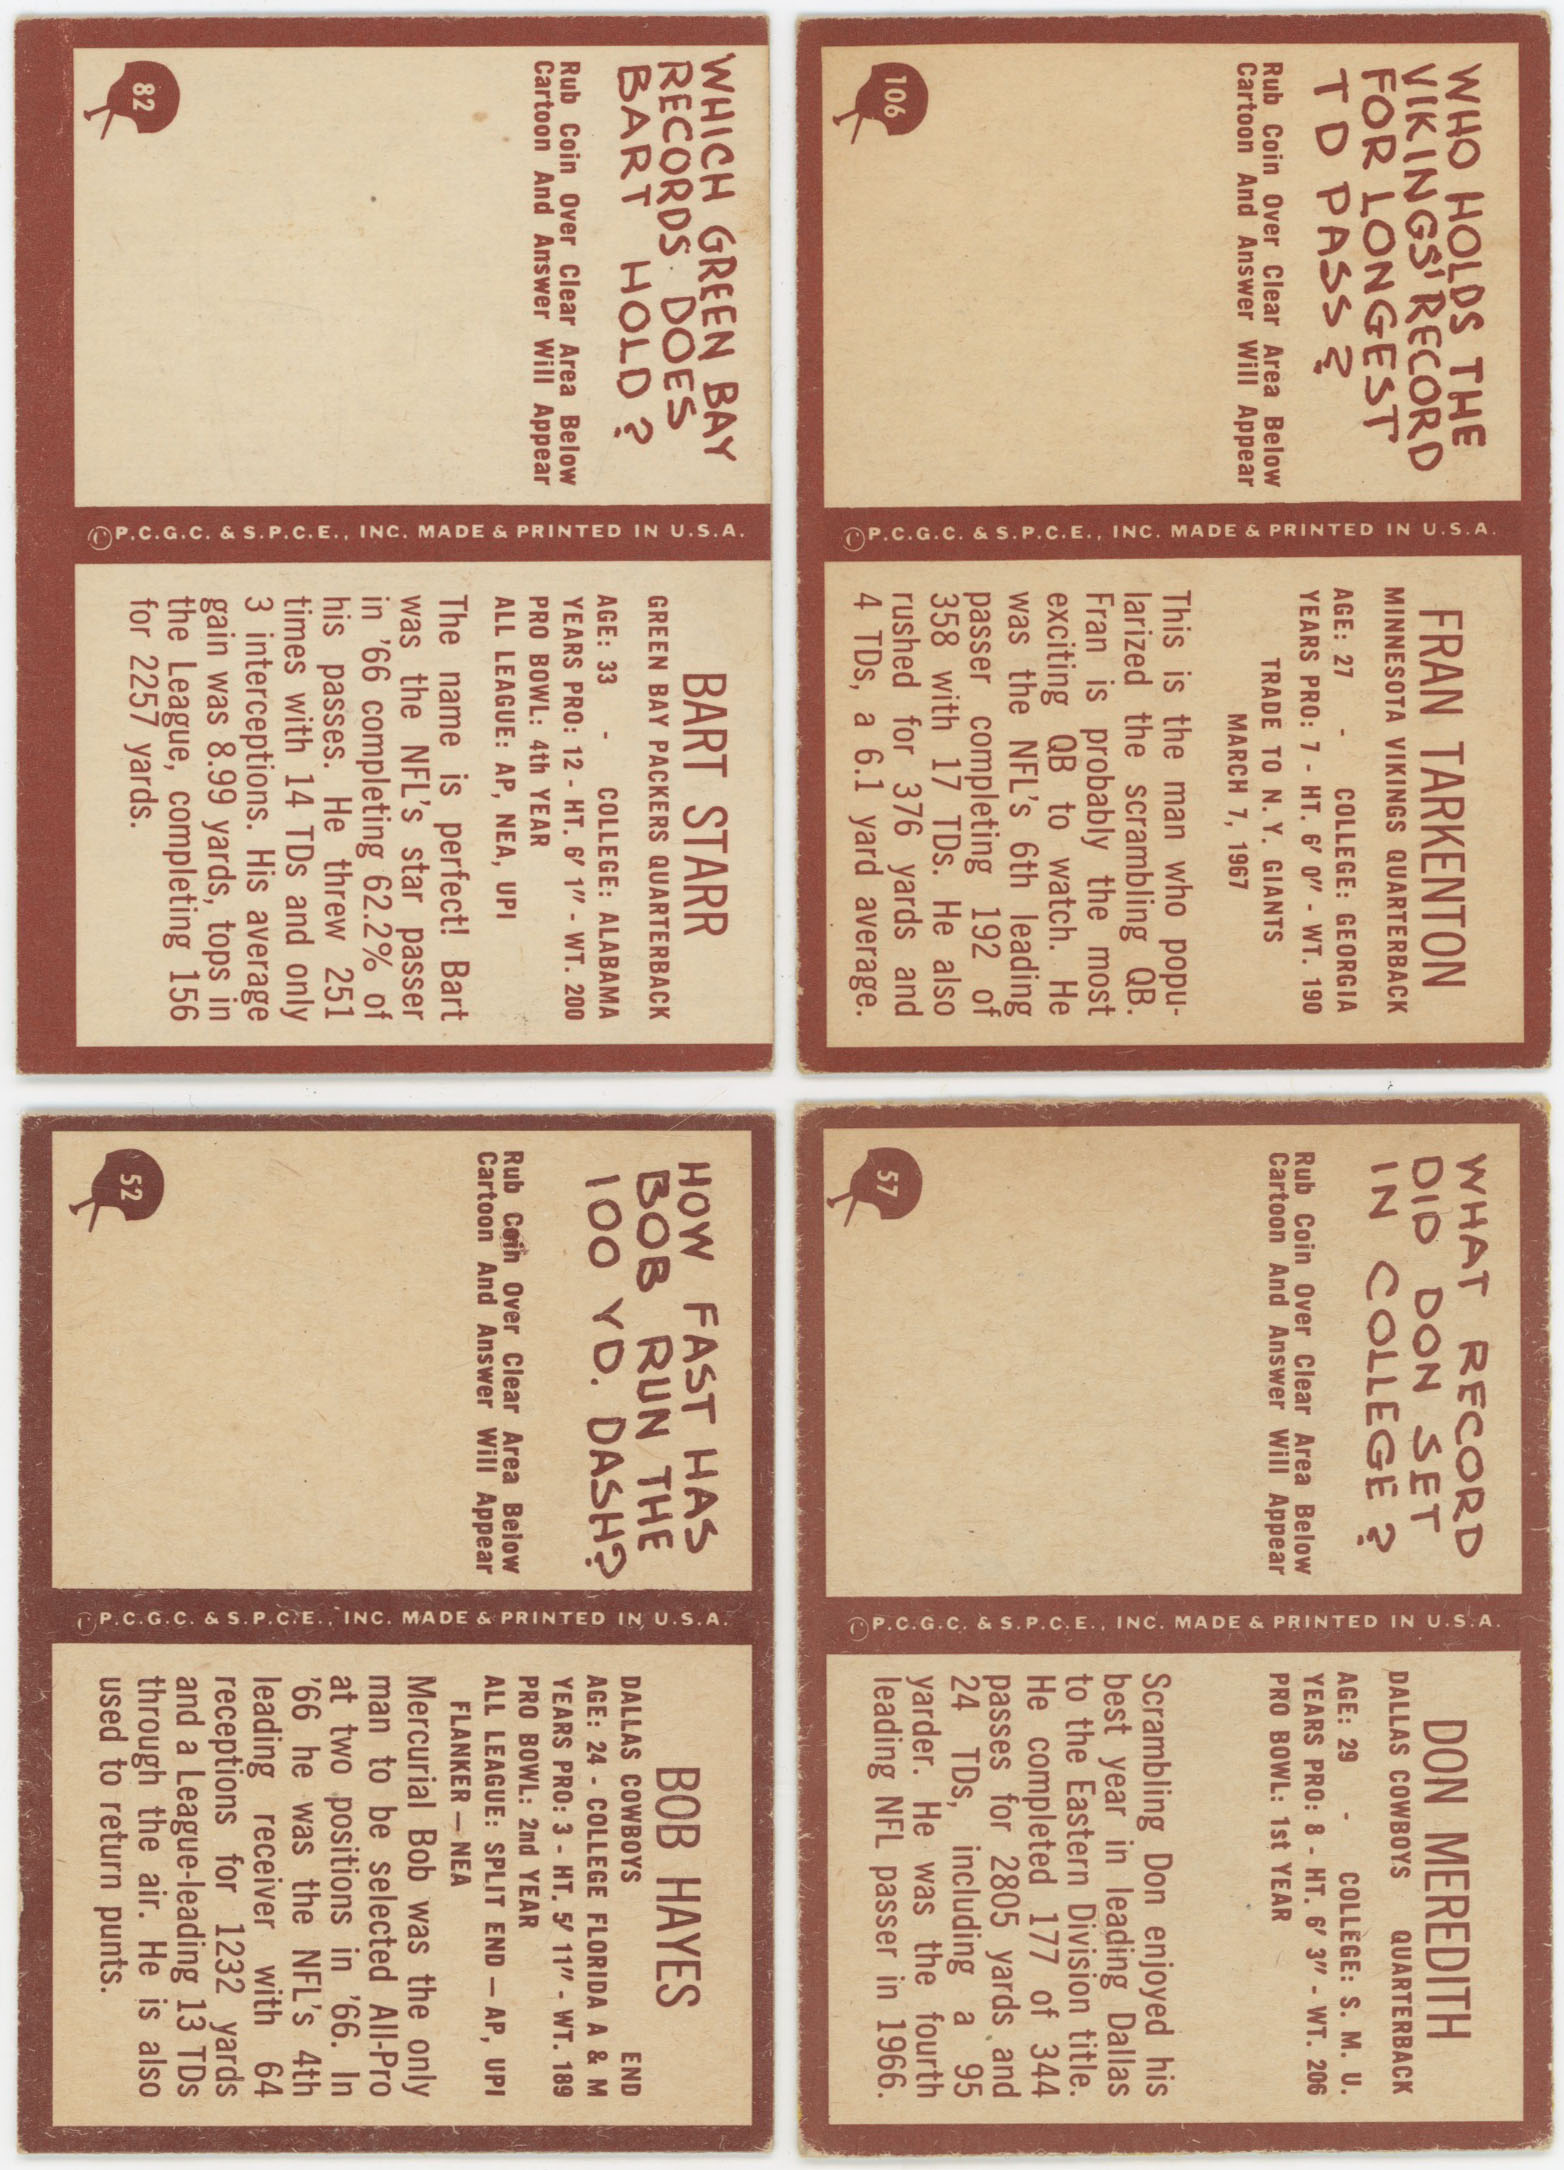 WHICH GREEN BAY
RECORDS DOES
BART HOLD?
Rub Coin Over Clear Area Below
Cartoon And Answer Will Appear
82
©P.C.G.C. & S.P.C.E., INC. MADE & PRINTED IN U.S.A.
BART STARR
GREEN BAY PACKERS QUARTERBACK
AGE: 33 - COLLEGE: ALABAMA
YEARS PRO: 12 - HT. 6' 1" - WT. 200
PRO BOWL: 4th YEAR
ALL LEAGUE: AP, NEA, UPI
The name is perfect! Bart
was the NFL's star passer
in '66 completing 62.2% of
his passes. He threw 251
times with 14 TDs and only
3 interceptions. His average
gain was 8.99 yards, tops in
the League, completing 156
for 2257 yards.
WHO HOLDS THE
VIKINGS' RECORD
FOR LONGEST
TD PASS?
Rub Coin Over Clear Area Below
Cartoon And Answer Will Appear
106
©P.C.G.C. & S.P.C.E., INC. MADE & PRINTED IN U.S.A.
FRAN TARKENTON
MINNESOTA VIKINGS QUARTERBACK
AGE: 27 - COLLEGE: GEORGIA
YEARS PRO: 7 - HT. 6' 0" - WT. 190
TRADE TO N. Y. GIANTS
MARCH 7, 1967
This is the man who popu-
larized the scrambling QB.
Fran is probably the most
exciting QB to watch. He
was the NFL's 6th leading
passer completing 192 of
358 with 17 TDs. He also
rushed for 376 yards and
4 TDs, a 6.1 yard average.
HOW FAST HAS
BOB RUN THE
100 YD. DASH?
Rub Coin Over Clear Area Below
Cartoon And Answer Will Appear
52
©P.C.G.C. & S.P.C.E., INC. MADE & PRINTED IN U.S.A.
BOB HAYES
DALLAS COWBOYS END
AGE: 24 - COLLEGE FLORIDA A & M
YEARS PRO: 3 - HT. 5' 11" - WT. 189
PRO BOWL: 2nd YEAR
ALL LEAGUE: SPLIT END — AP, UPI
FLANKER — NEA
Mercurial Bob was the only
man to be selected All-Pro
at two positions in '66. In
'66 he was the NFL's 4th
leading receiver with 64
receptions for 1232 yards
and a League-leading 13 TDs
through the air. He is also
used to return punts.
WHAT RECORD
DID DON SET
IN COLLEGE?
Rub Coin Over Clear Area Below
Cartoon And Answer Will Appear
57
©P.C.G.C. & S.P.C.E., INC. MADE & PRINTED IN U.S.A.
DON MEREDITH
DALLAS COWBOYS QUARTERBACK
AGE: 29 - COLLEGE: S. M. U.
YEARS PRO: 8 - HT. 6' 3" - WT. 206
PRO BOWL: 1st YEAR
Scrambling Don enjoyed his
best year in leading Dallas
to the Eastern Division title.
He completed 177 of 344
passes for 2805 yards and
24 TDs, including a 95
yarder. He was the fourth
leading NFL passer in 1966.